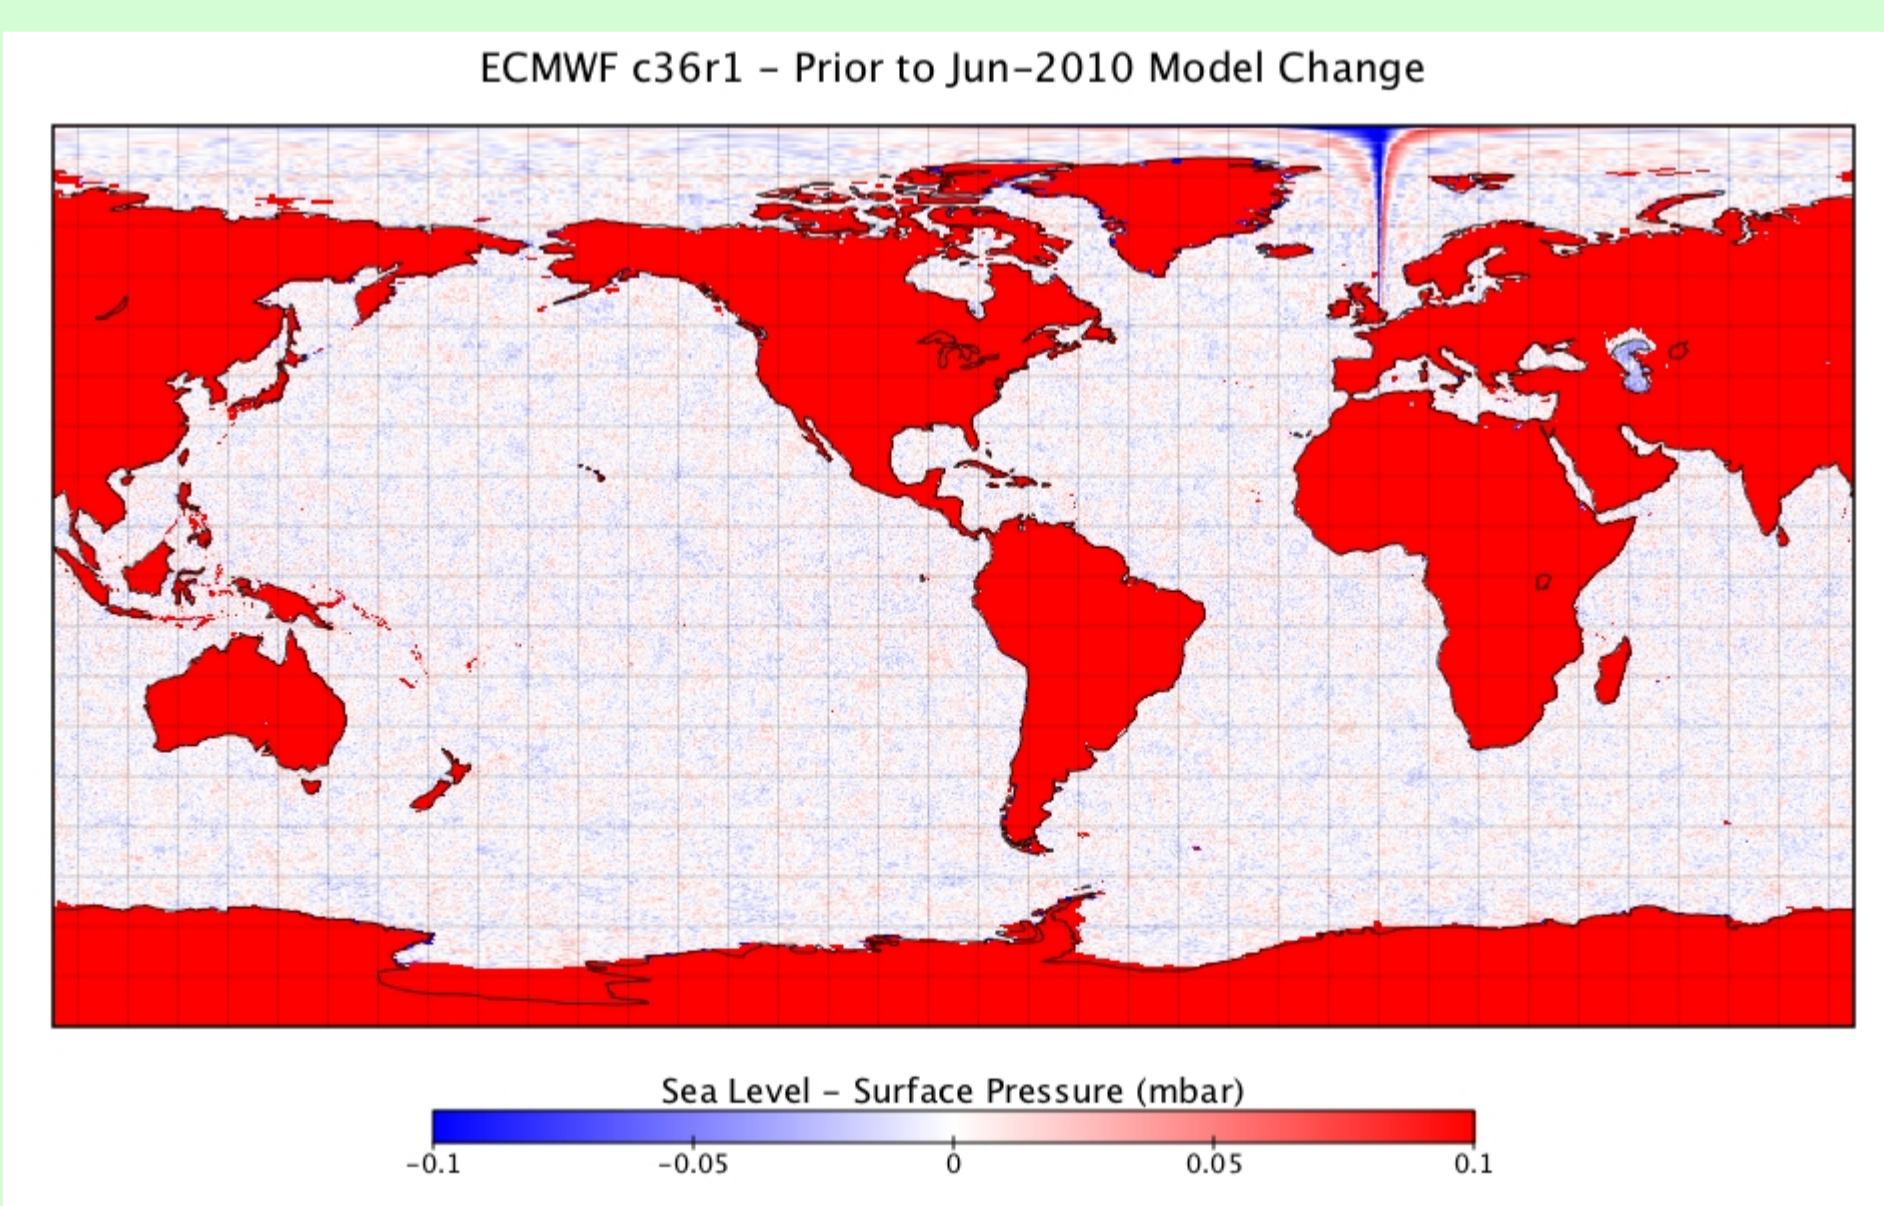 ECMWF c36r1 – Prior to Jun–2010 Model Change
Sea Level – Surface Pressure (mbar)
−0.1 −0.05 0 0.05 0.1